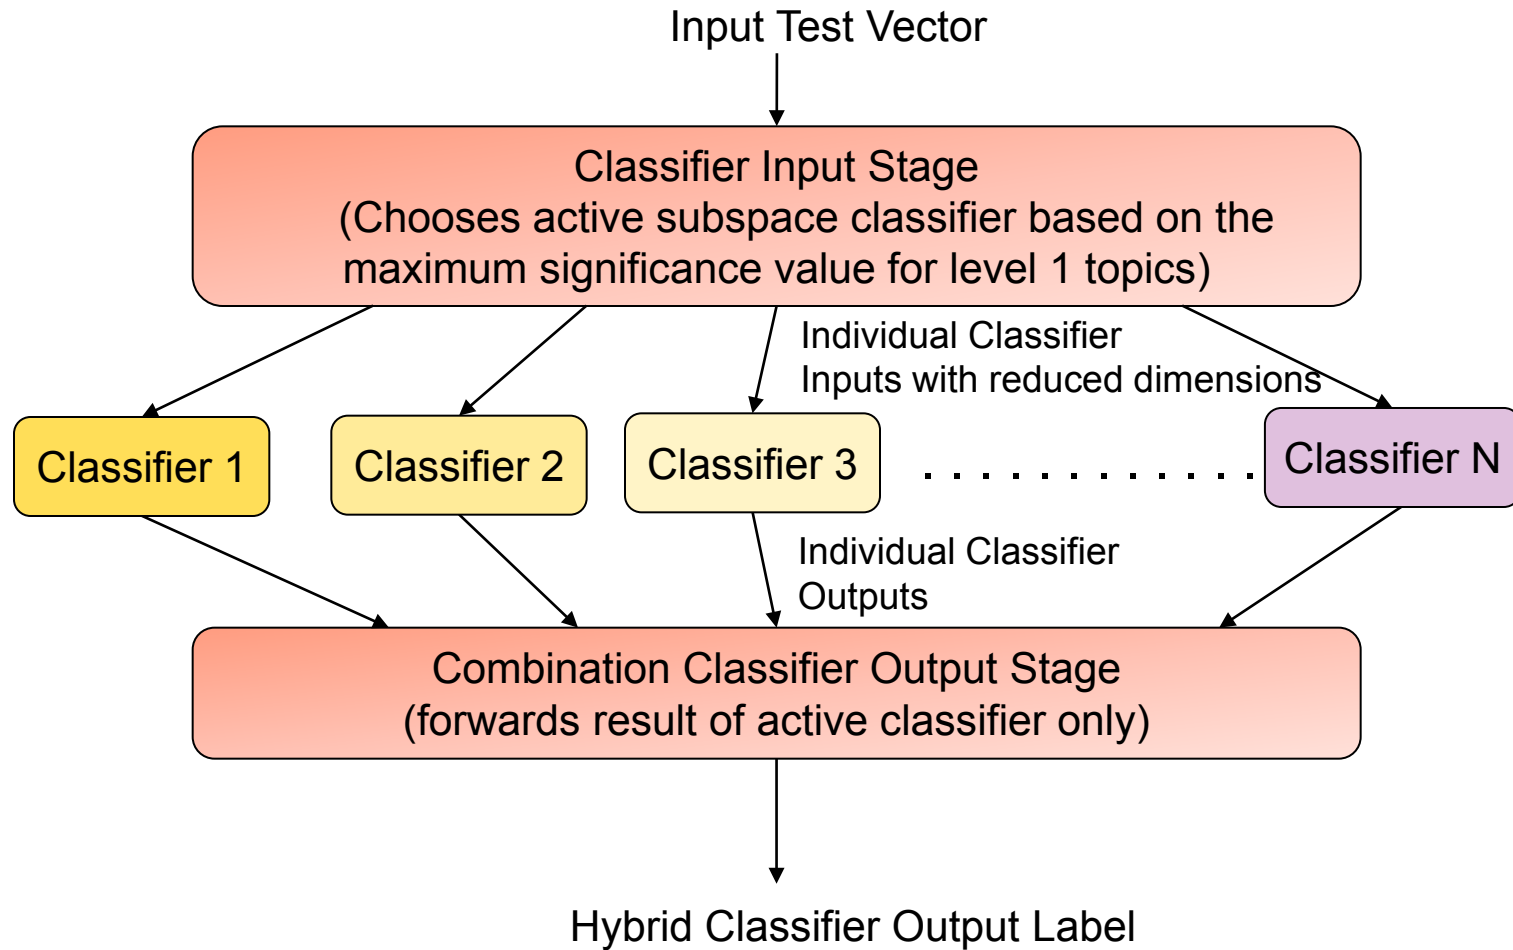 Input Test Vector
Classifier Input Stage
(Chooses active subspace classifier based on the
maximum significance value for level 1 topics)
Individual Classifier
Inputs with reduced dimensions
Classifier 1
Classifier 2
Classifier 3
. . . . . . . . . . . .
Classifier N
Individual Classifier
Outputs
Combination Classifier Output Stage
(forwards result of active classifier only)
Hybrid Classifier Output Label